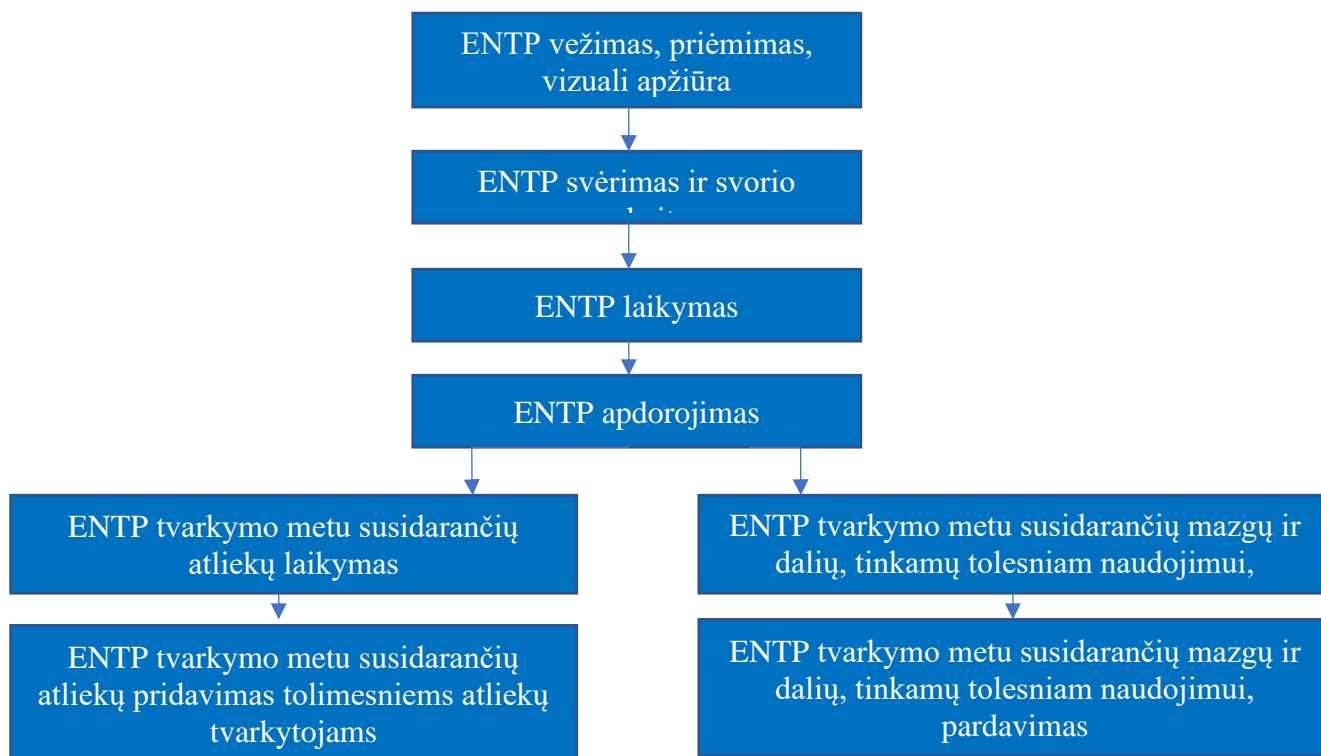 ENTP vežimas, priėmimas,
vizuali apžiūra
ENTP svėrimas ir svorio
ENTP laikymas
ENTP apdorojimas
ENTP tvarkymo metu susidarančių
atliekų laikymas
ENTP tvarkymo metu susidarančių mazgų ir
dalių, tinkamų tolesniam naudojimui,
ENTP tvarkymo metu susidarančių
atliekų pridavimas tolimesniems atliekų
tvarkytojams
ENTP tvarkymo metu susidarančių mazgų ir
dalių, tinkamų tolesniam naudojimui,
pardavimas